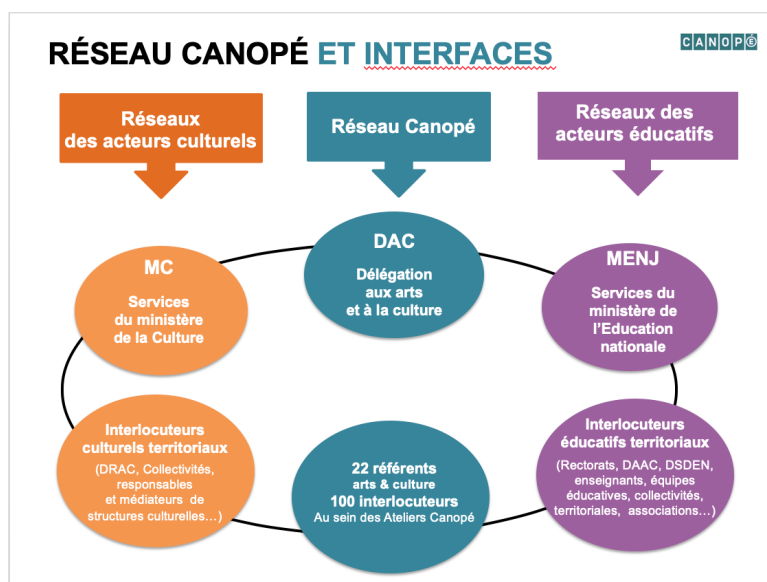 RÉSEAU CANOPÉ ET INTERFACES
CANOPÉ
Réseaux
des acteurs culturels
Réseau Canopé
Réseaux des
acteurs éducatifs
MC
Services
du ministère
de la Culture
DAC
Délégation
aux arts
et à la culture
MENJ
Services du
ministère de
l'Education
nationale
Interlocuteurs
culturels territoriaux
(DRAC, Collectivités,
responsables
et médiateurs de
structures culturelles…)
22 référents
arts & culture
100 interlocuteurs
Au sein des Ateliers Canopé
Interlocuteurs
éducatifs territoriaux
(Rectorats, DAAC, DSDEN,
enseignants, équipes
éducatives, collectivités,
territoriales, associations…)